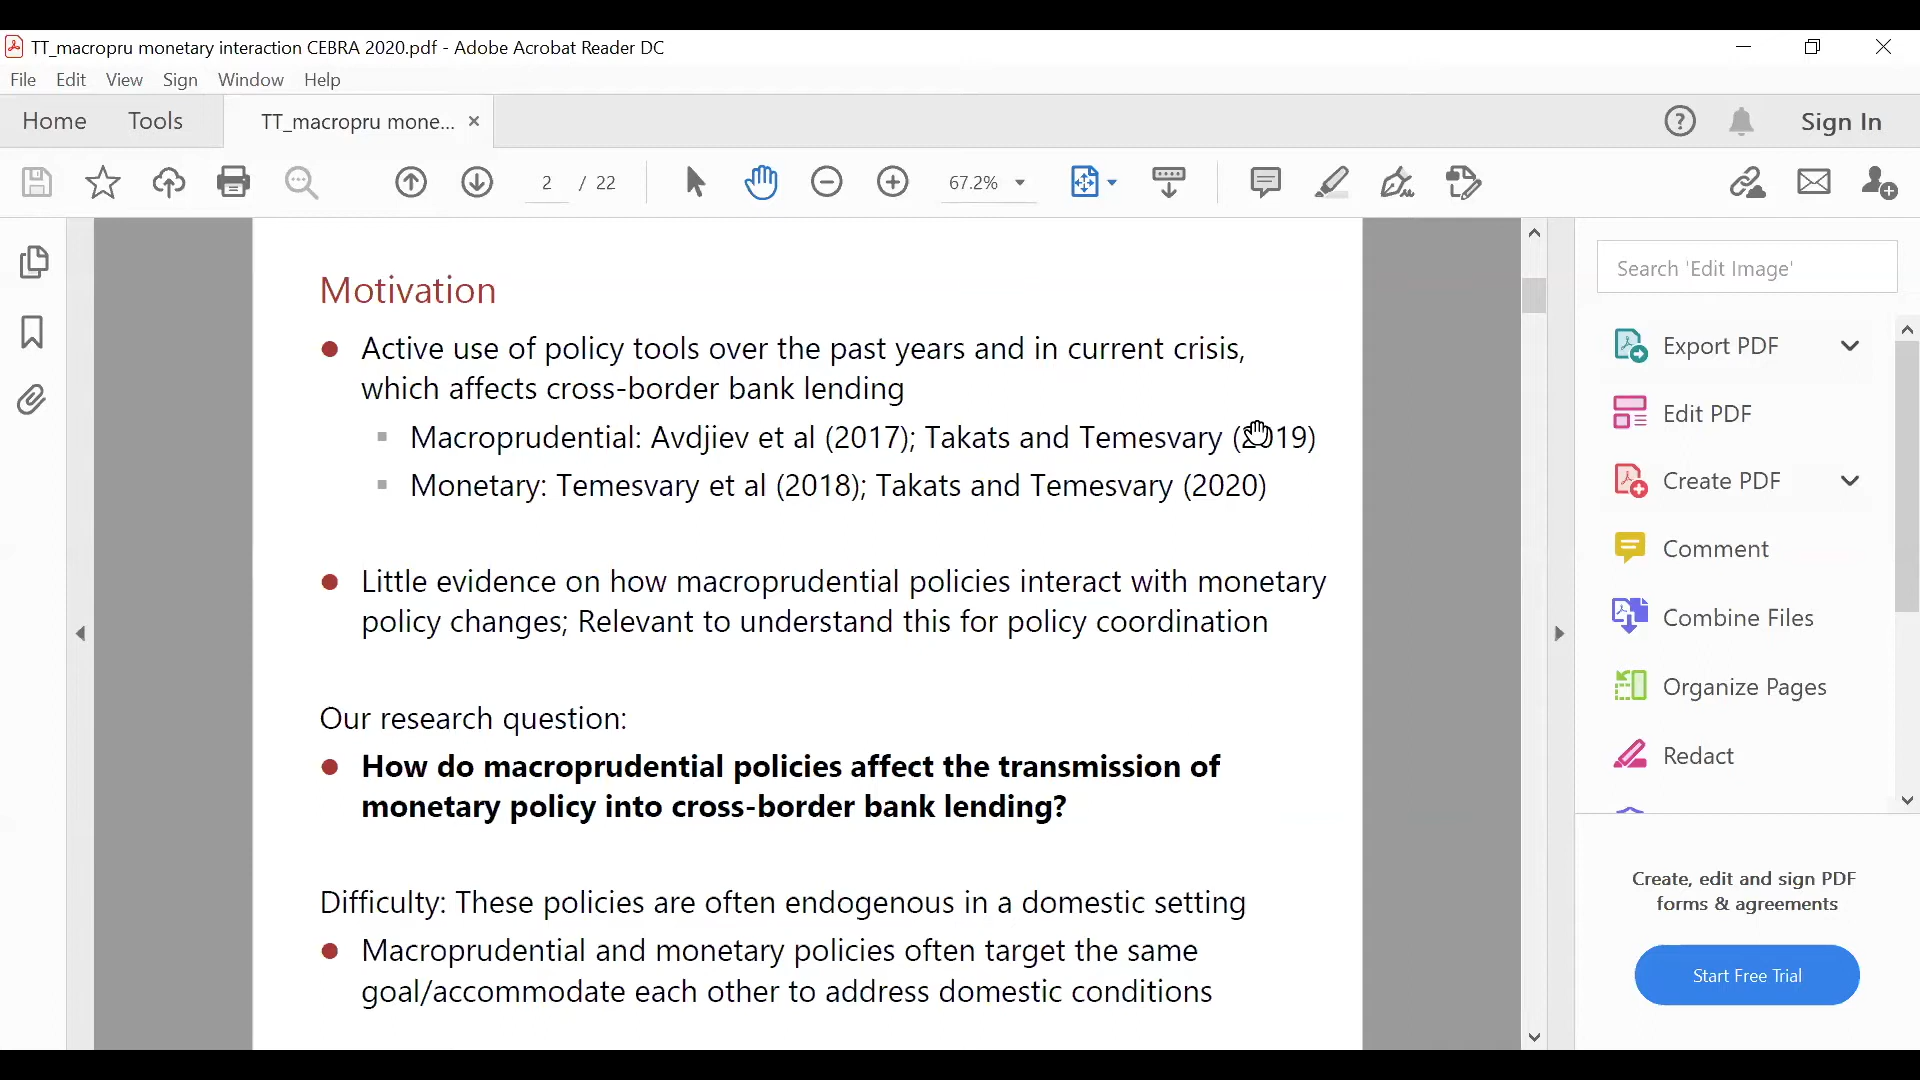 TT_macropru monetary interaction CEBRA 2020.pdf - Adobe Acrobat Reader DC
File Edit View Sign Window Help
Home Tools TT_macropru mone... × Sign In
2 / 22 67.2%
Search 'Edit Image'
Motivation
Active use of policy tools over the past years and in current crisis,
which affects cross-border bank lending
Macroprudential: Avdjiev et al (2017); Takats and Temesvary (2019)
Monetary: Temesvary et al (2018); Takats and Temesvary (2020)
Little evidence on how macroprudential policies interact with monetary
policy changes; Relevant to understand this for policy coordination
Our research question:
How do macroprudential policies affect the transmission of
monetary policy into cross-border bank lending?
Difficulty: These policies are often endogenous in a domestic setting
Macroprudential and monetary policies often target the same
goal/accommodate each other to address domestic conditions
Export PDF
Edit PDF
Create PDF
Comment
Combine Files
Organize Pages
Redact
Create, edit and sign PDF
forms & agreements
Start Free Trial